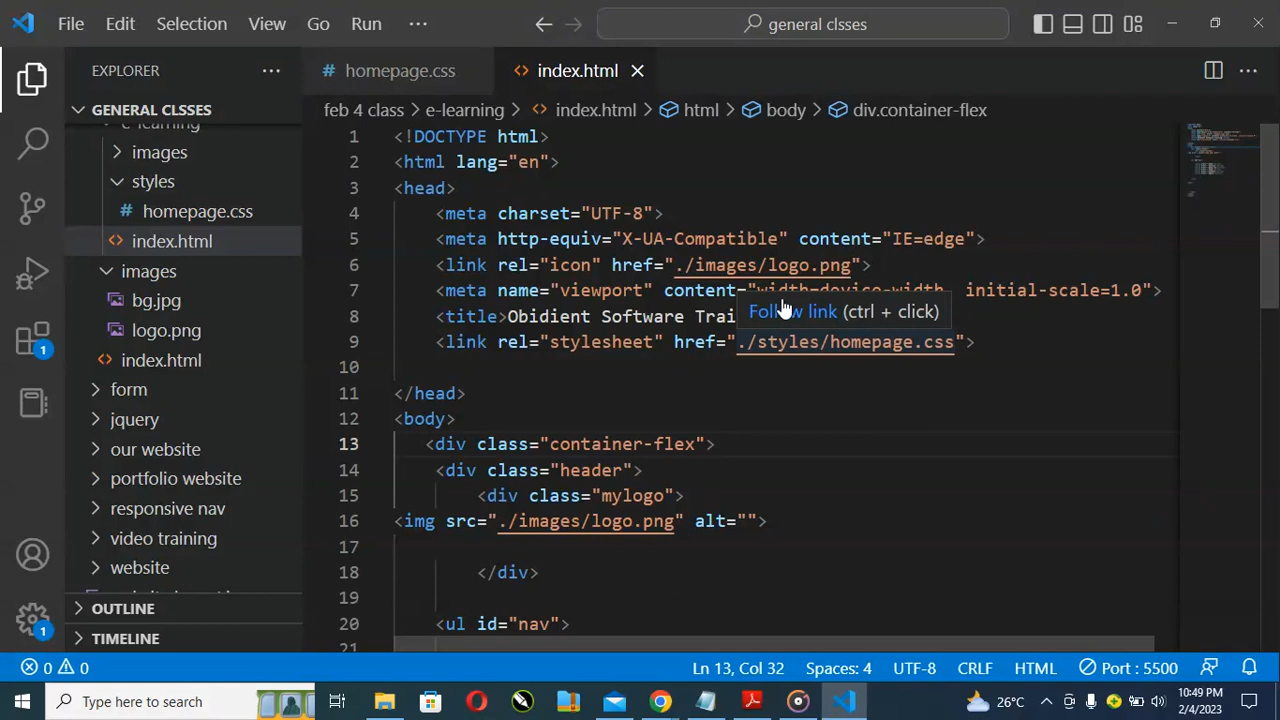 File Edit Selection View Go Run ··· general clsses
EXPLORER ···
homepage.css
index.html
GENERAL CLSSES
feb 4 class > e-learning > index.html > html > body > div.container-flex
e-learning
images
styles
# homepage.css
<> index.html
images
bg.jpg
logo.png
<> index.html
form
jquery
our website
portfolio website
responsive nav
video training
website
OUTLINE
TIMELINE
1
1
1 <!DOCTYPE html>
2 <html lang="en">
3 <head>
4 <meta charset="UTF-8">
5 <meta http-equiv="X-UA-Compatible" content="IE=edge">
6 <link rel="icon" href="./images/logo.png">
7 <meta name="viewport" content="width=device-width, initial-scale=1.0">
8 <title>Obidient Software Trai
Follow link (ctrl + click)
9 <link rel="stylesheet" href="./styles/homepage.css">
10
11 </head>
12 <body>
13 <div class="container-flex">
14 <div class="header">
15 <div class="mylogo">
16 <img src="./images/logo.png" alt="">
17
18 </div>
19
20 <ul id="nav">
21
0 0 Ln 13, Col 32 Spaces: 4 UTF-8 CRLF HTML Port : 5500
Type here to search
26°C
10:49 PM
2/4/2023